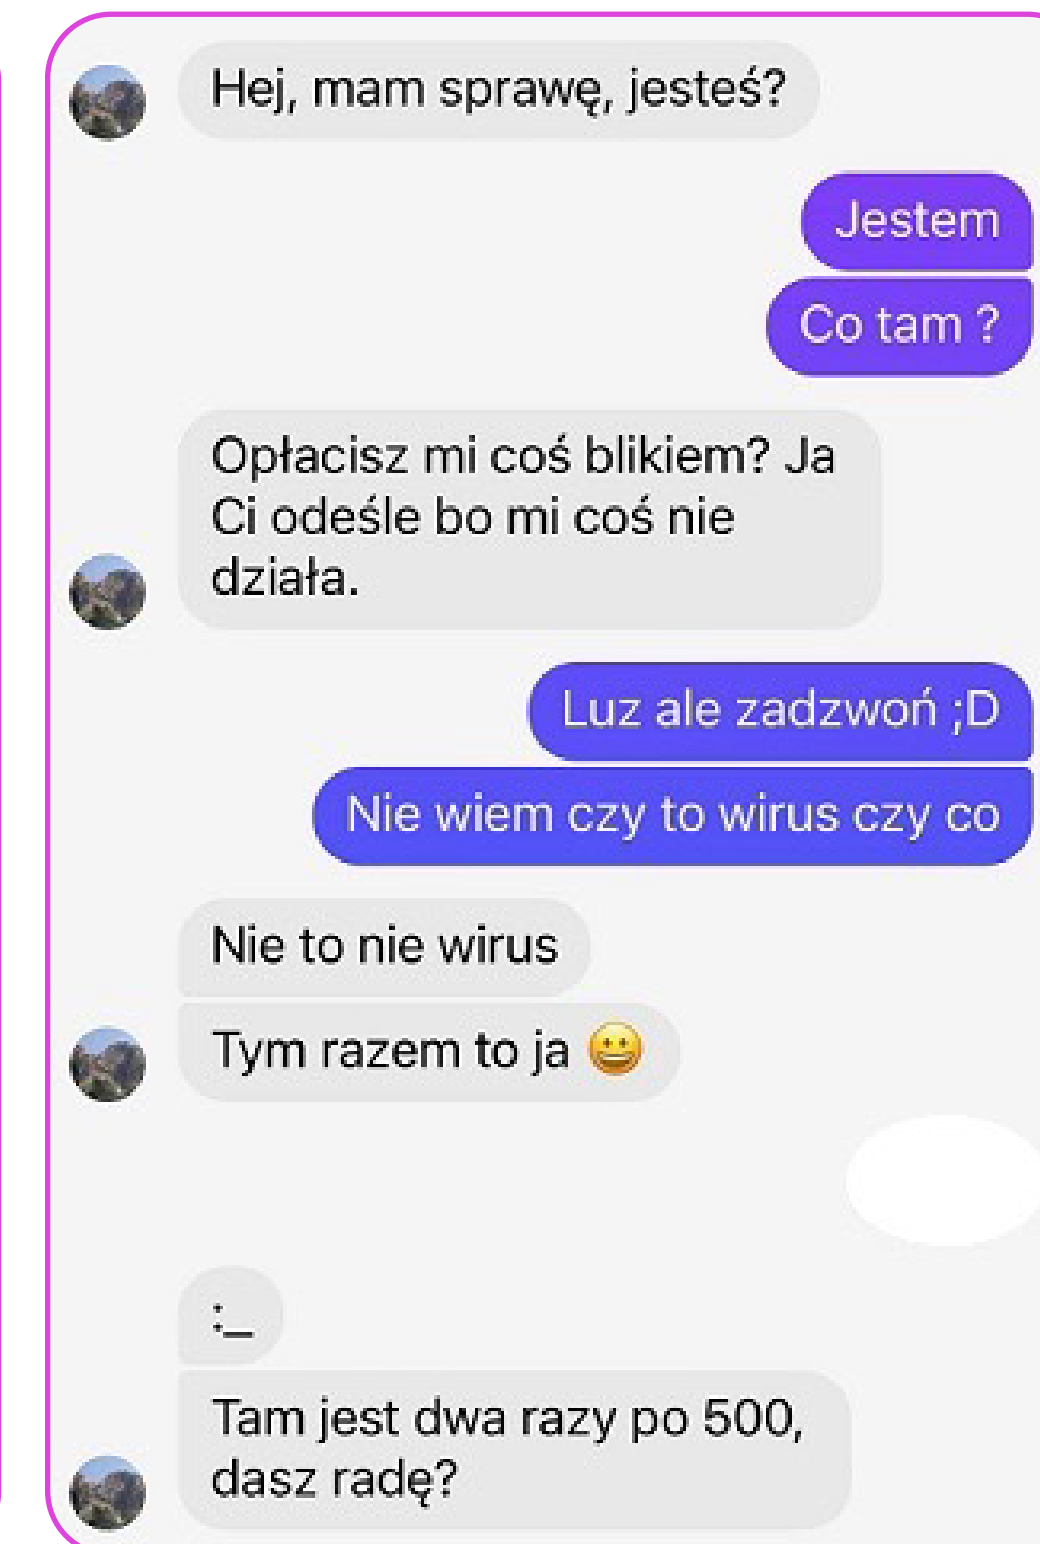 Hej, mam sprawę, jesteś?
Jestem
Co tam ?
Opłacisz mi coś blikiem? Ja
Ci odeśle bo mi coś nie
działa.
Luz ale zadzwoń ;D
Nie wiem czy to wirus czy co
Nie to nie wirus
Tym razem to ja 😀
:_
Tam jest dwa razy po 500,
dasz radę?